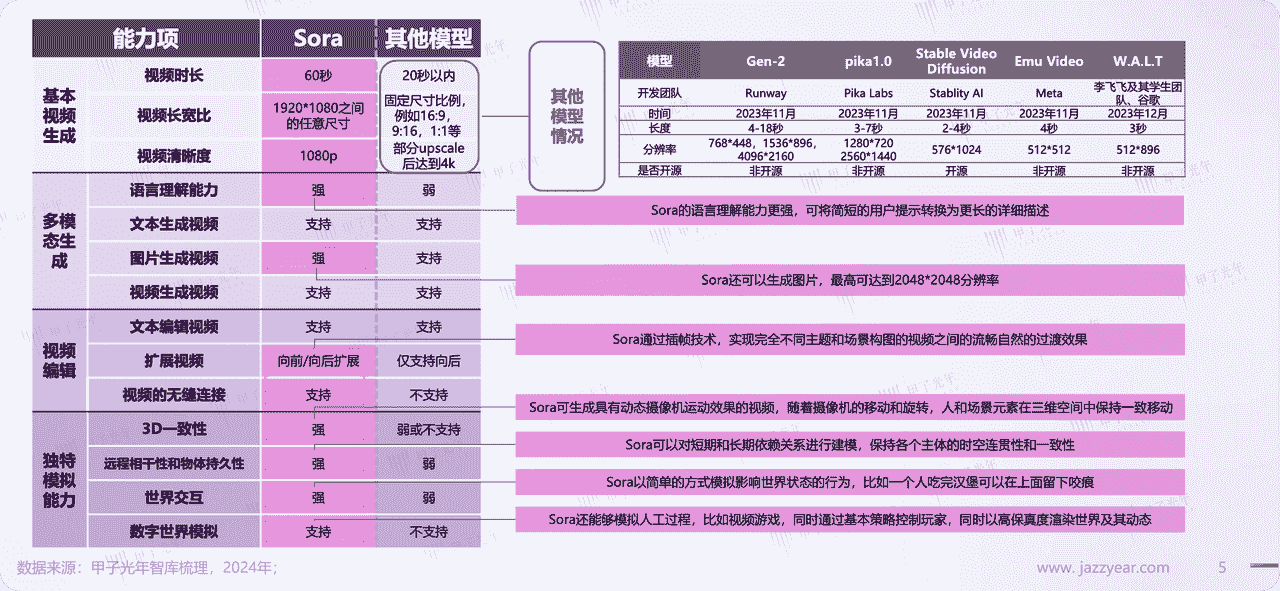 能力项 Sora 其他模型
基本视频生成
视频时长 60秒 20秒以内
视频长宽比 1920*1080之间的任意尺寸 固定尺寸比例，例如16:9，9:16，1:1等
视频清晰度 1080p 部分upscale后达到4k
多模态生成
语言理解能力 强 弱
文本生成视频 支持 支持
图片生成视频 强 支持
视频生成视频 支持 支持
视频编辑
文本编辑视频 支持 支持
扩展视频 向前/向后扩展 仅支持向后
视频的无缝连接 支持 不支持
独特模拟能力
3D一致性 强 弱或不支持
远程相干性和物体持久性 强 弱
世界交互 强 弱
数字世界模拟 支持 不支持
其他模型情况
模型 Gen-2 pika1.0 Stable Video Diffusion Emu Video W.A.L.T
开发团队 Runway Pika Labs Stablity AI Meta 李飞飞及其学生团队、谷歌
时间 2023年11月 2023年11月 2023年11月 2023年11月 2023年12月
长度 4-18秒 3-7秒 2-4秒 4秒 3秒
分辨率 768*448，1536*896，4096*2160 1280*720 2560*1440 576*1024 512*512 512*896
是否开源 非开源 非开源 开源 非开源 非开源
Sora的语言理解能力更强，可将简短的用户提示转换为更长的详细描述
Sora还可以生成图片，最高可达到2048*2048分辨率
Sora通过插帧技术，实现完全不同主题和场景构图的视频之间的流畅自然的过渡效果
Sora可生成具有动态摄像机运动效果的视频，随着摄像机的移动和旋转，人和场景元素在三维空间中保持一致移动
Sora可以对短期和长期依赖关系进行建模，保持各个主体的时空连贯性和一致性
Sora以简单的方式模拟影响世界状态的行为，比如一个人吃完汉堡可以在上面留下咬痕
Sora还能够模拟人工过程，比如视频游戏，同时通过基本策略控制玩家，同时以高保真度渲染世界及其动态
数据来源：甲子光年智库梳理，2024年；
www. jazzyear.com 5
甲子光年